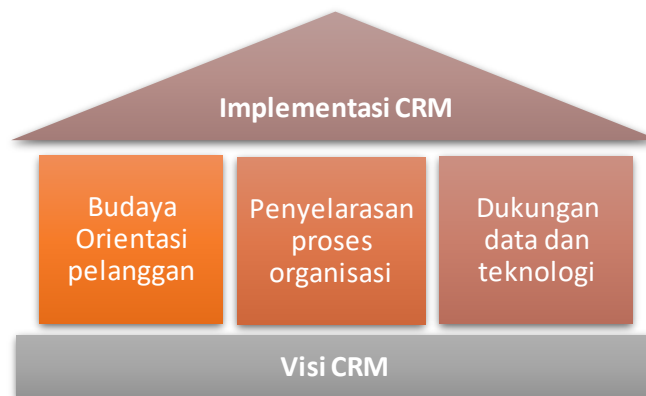 Implementasi CRM
Budaya
Orientasi
pelanggan
Penyelarasan
proses
organisasi
Dukungan
data dan
teknologi
Visi CRM